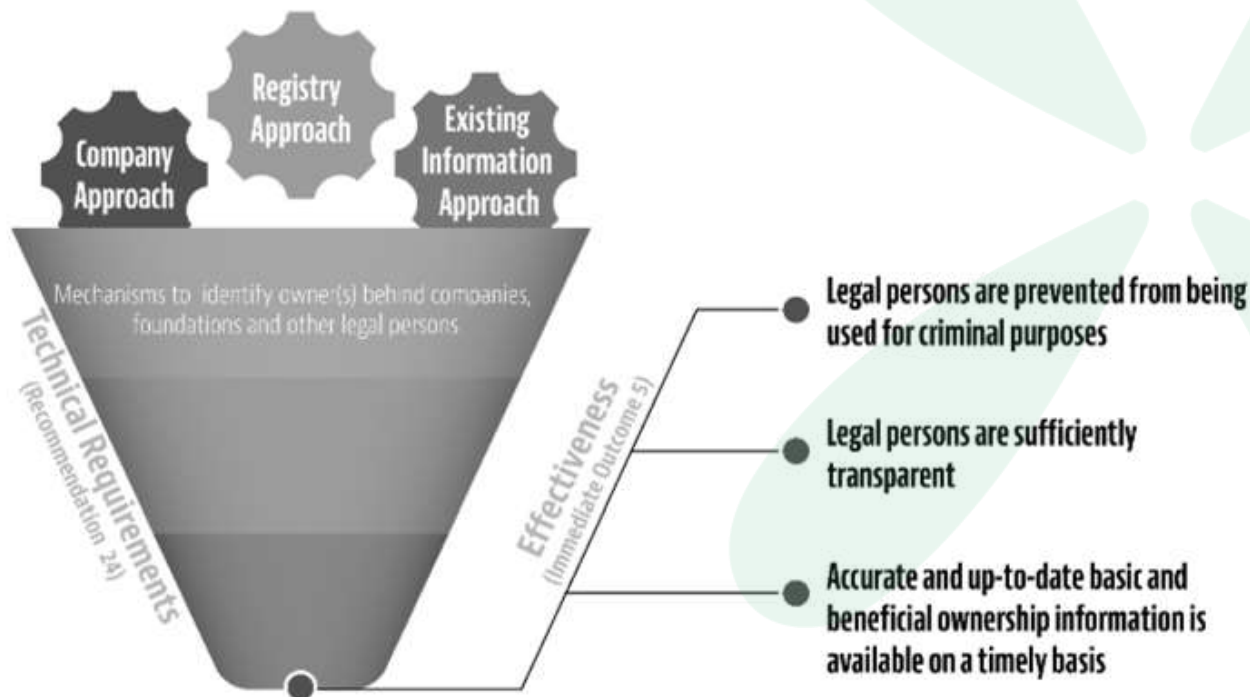 Registry
Approach
Company
Approach
Existing
Information
Approach
Mechanisms to identify owner(s) behind companies,
foundations and other legal persons
Technical Requirements
(Recommendation 24)
Effectiveness
(Immediate Outcome 5)
Legal persons are prevented from being
used for criminal purposes
Legal persons are sufficiently
transparent
Accurate and up-to-date basic and
beneficial ownership information is
available on a timely basis